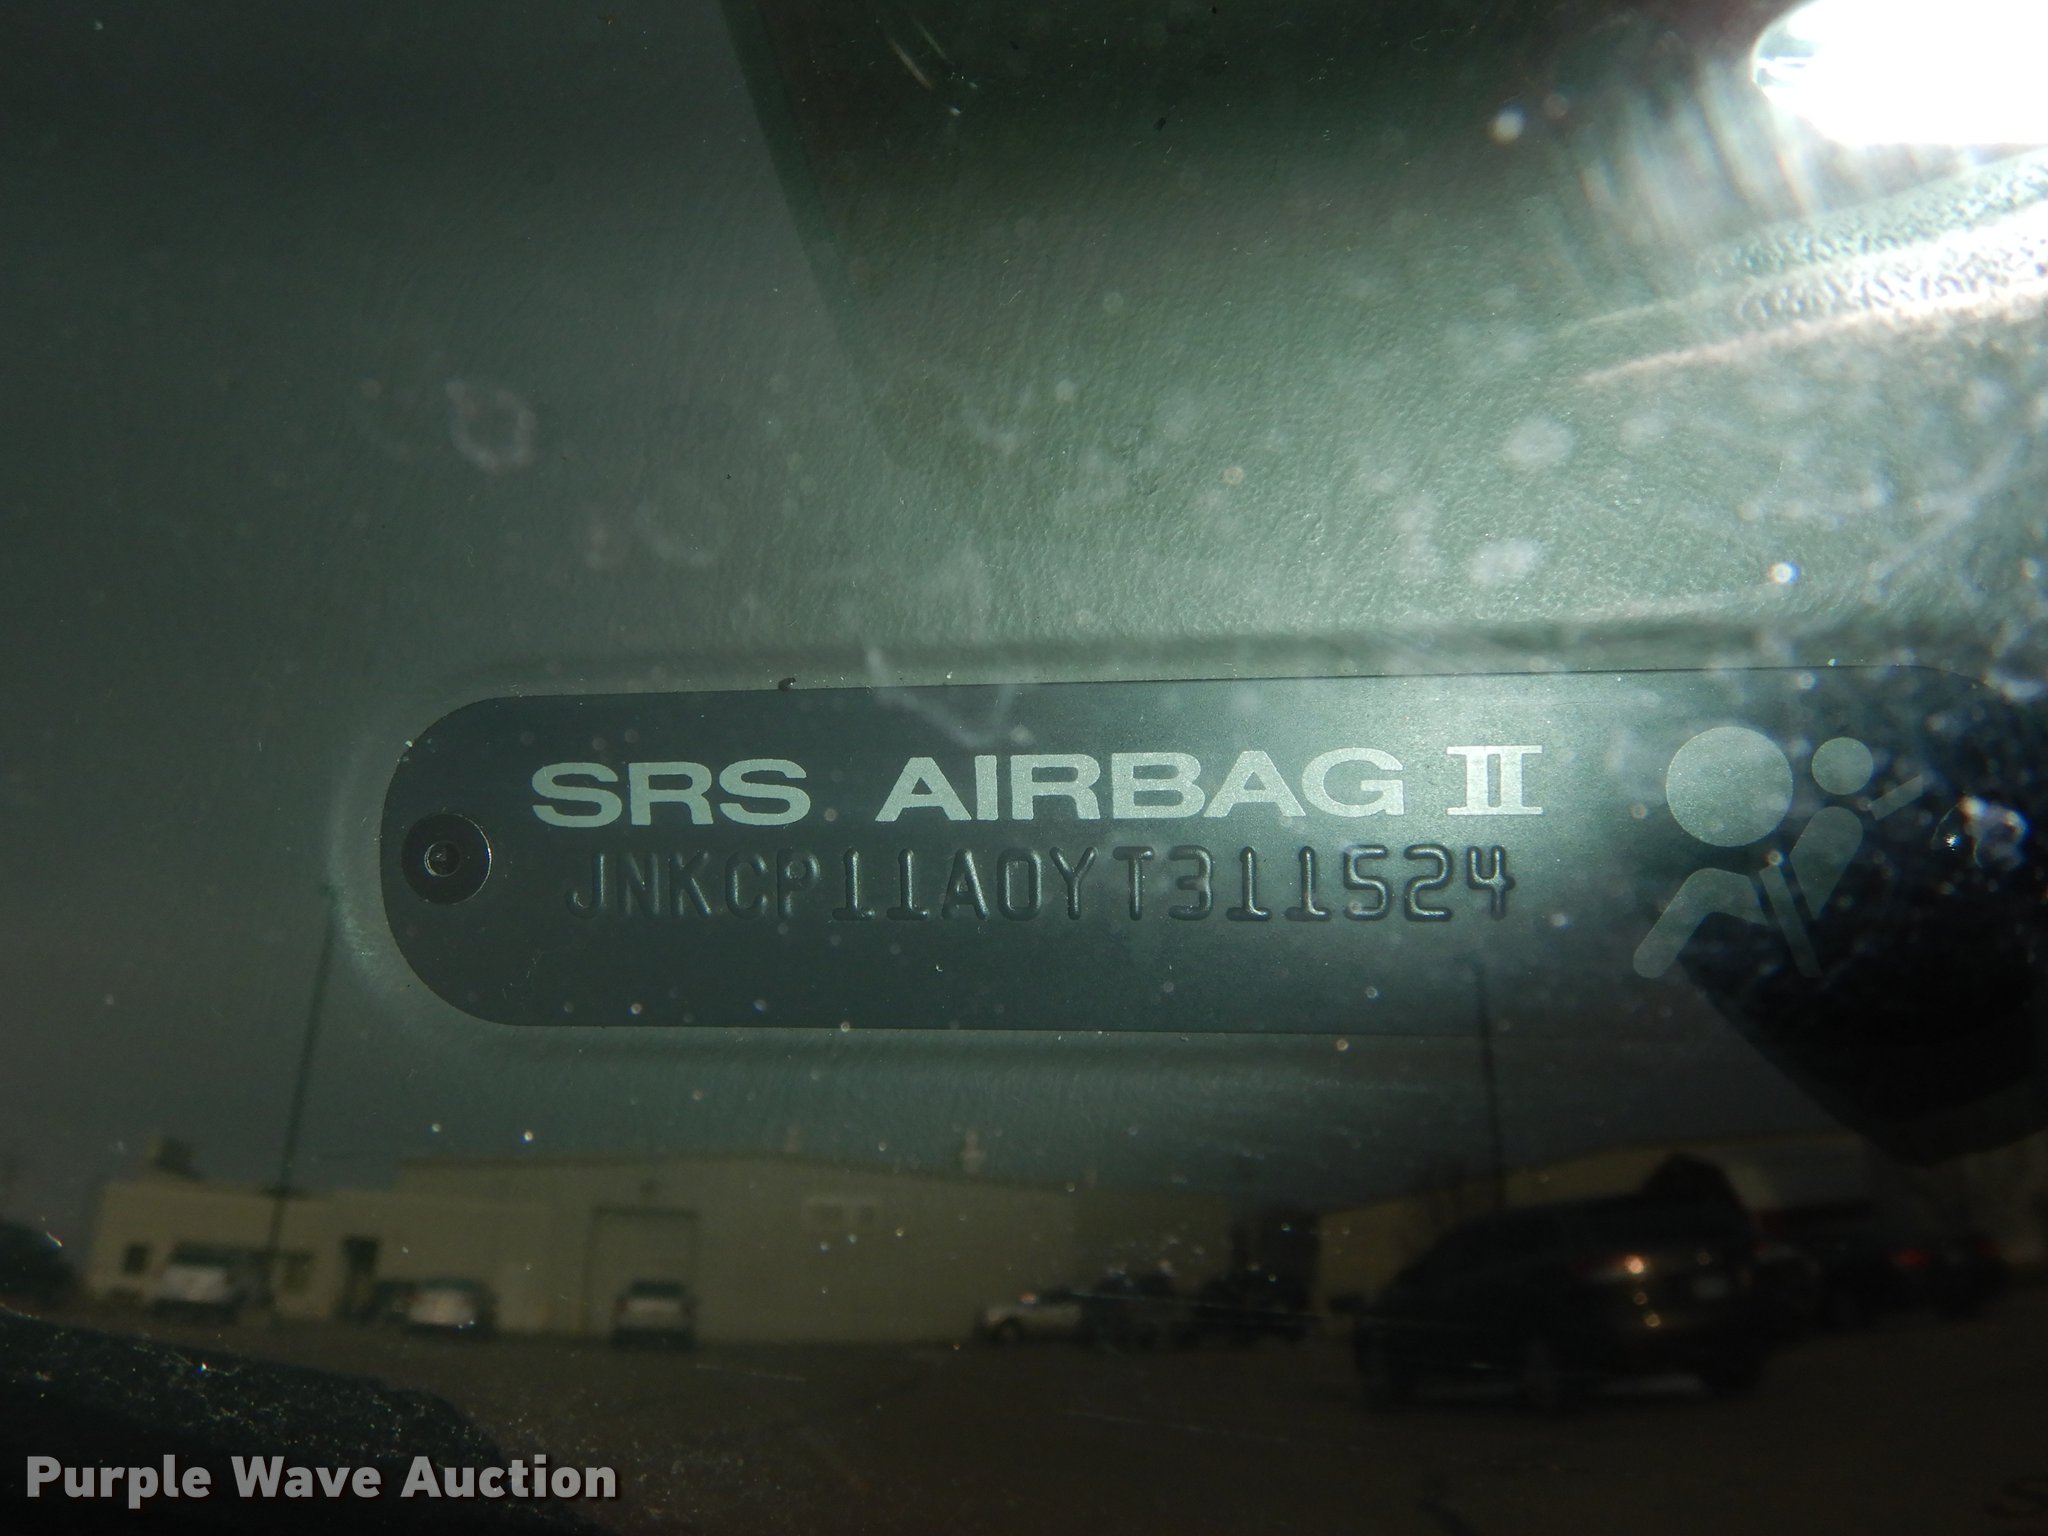 SRS AIRBAG II
JNKCP11A0YT311524
Purple Wave Auction